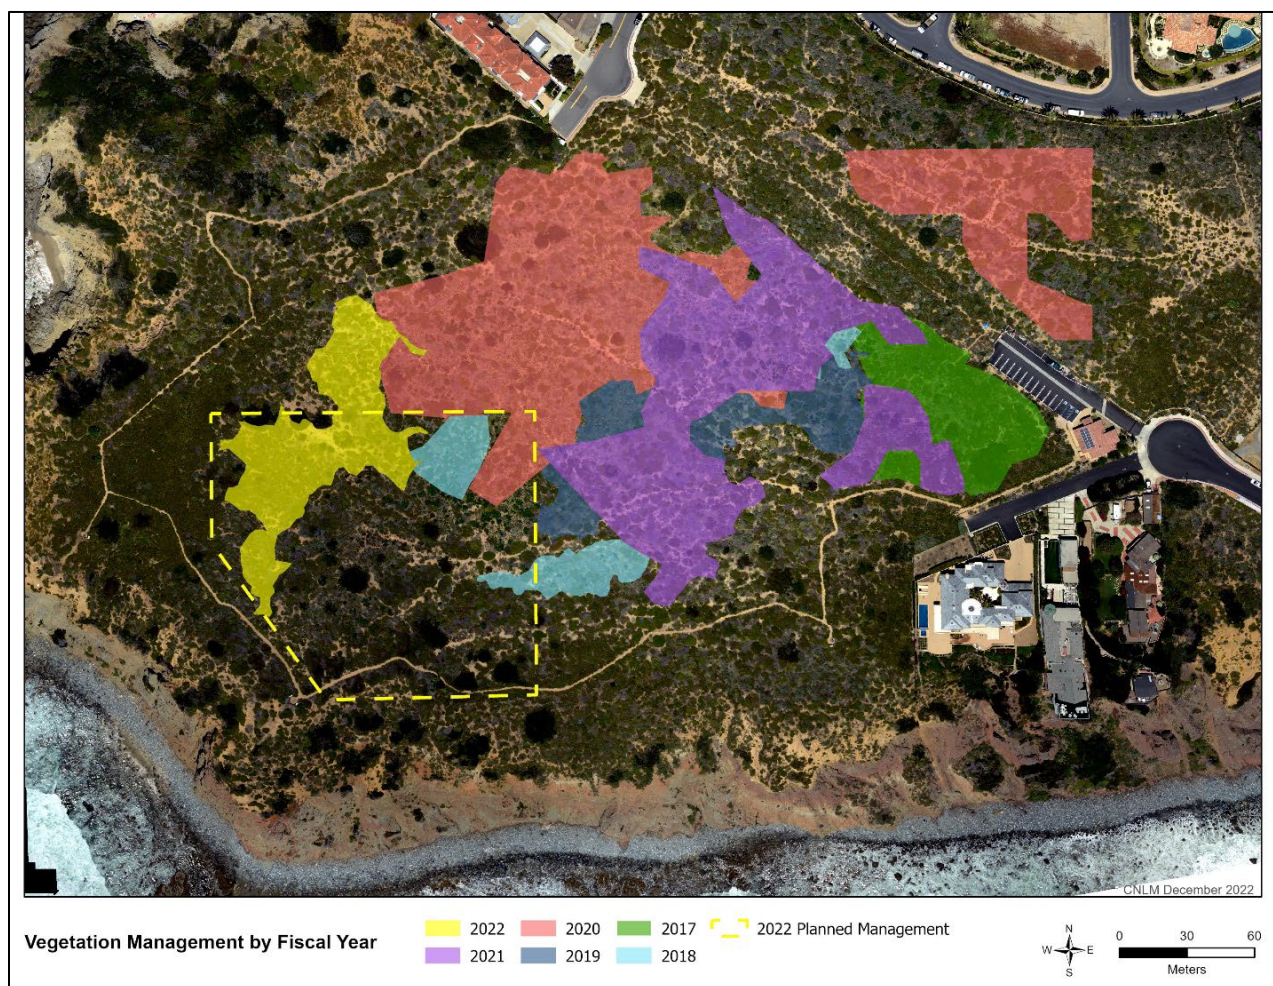 CNLM December 2022
Vegetation Management by Fiscal Year
2022 2020 2017 2022 Planned Management
2021 2019 2018
N
W E
S
0 30 60
Meters